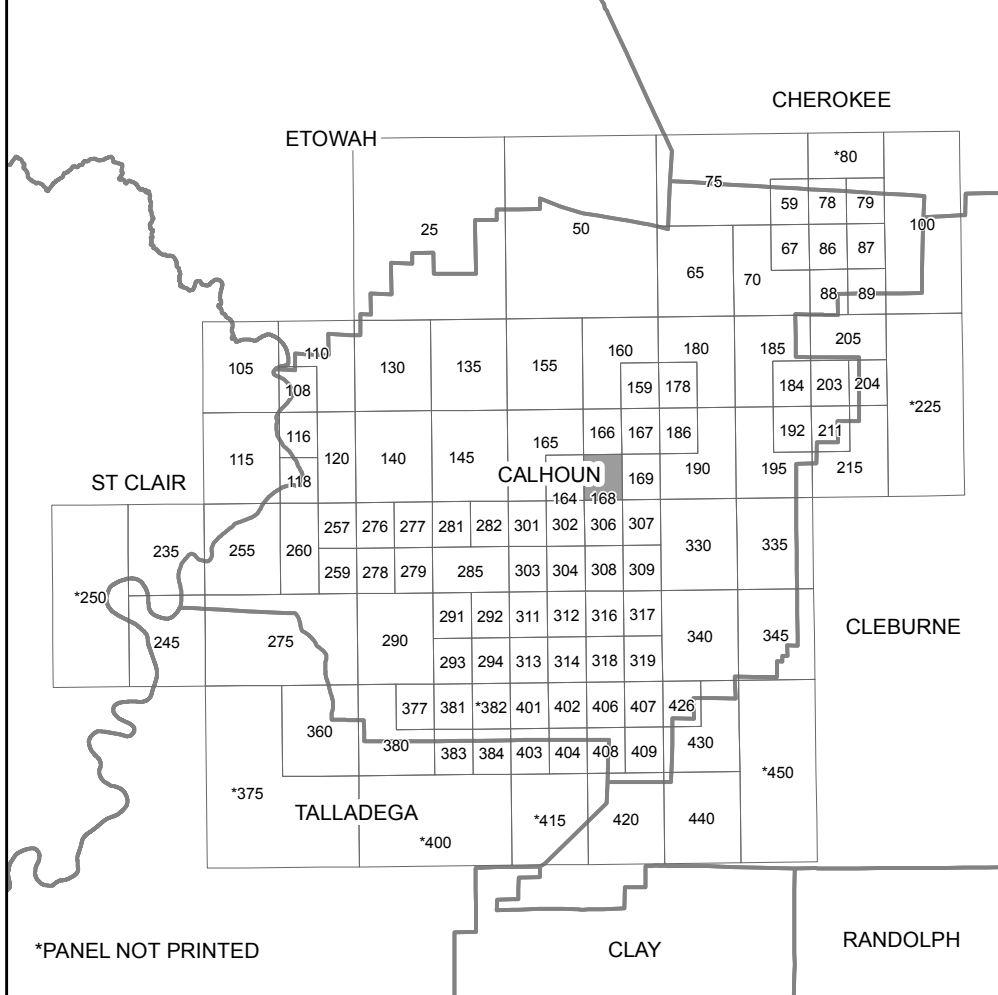 CHEROKEE
ETOWAH
*80
75
59 78 79
25 50 100
67 86 87
65 70
88 89
110 160 180 185 205
105 130 135 155
159 178 184 203 204
108
*225
116 166 167 186 192 211
165
115 120 140 145 190 195 215
CALHOUN 169
ST CLAIR 118
164 168
257 276 277 281 282 301 302 306 307
235 255 260 330 335
259 278 279 285 303 304 308 309
*250
291 292 311 312 316 317
245 275 290 340 345 CLEBURNE
293 294 313 314 318 319
377 381 *382 401 402 406 407 426
360
380 383 384 403 404 408 409 430
*450
*375
TALLADEGA *415 420 440
*400
*PANEL NOT PRINTED CLAY RANDOLPH